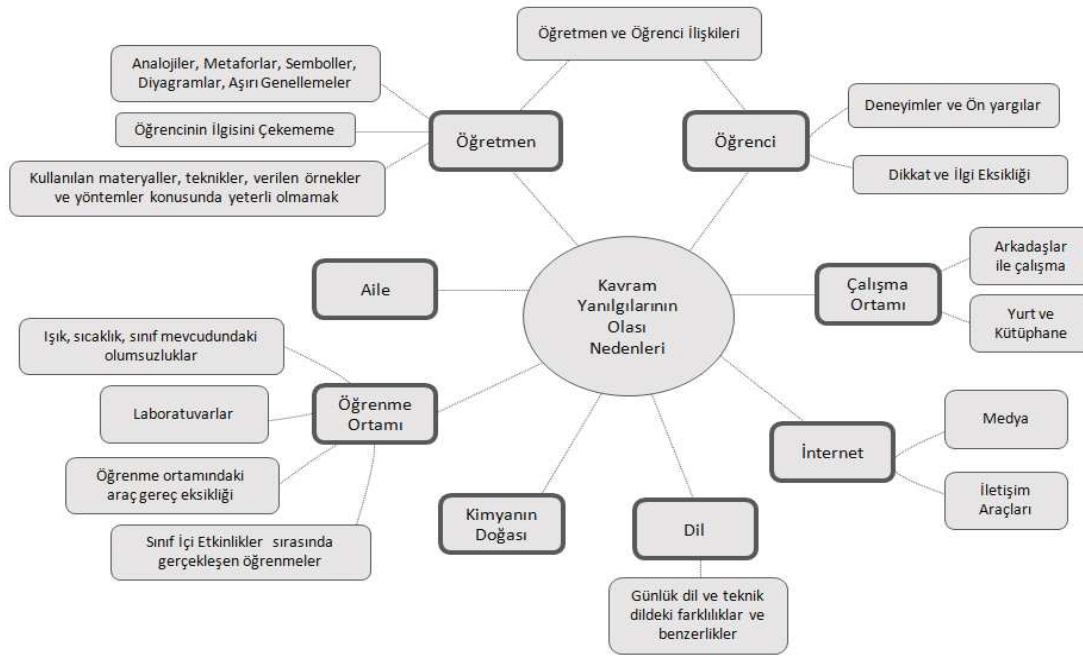 Öğretmen ve Öğrenci İlişkileri
Analojiler, Metaforlar, Semboller,
Diyagramlar, Aşırı Genellemeler
Öğrencinin İlgisini Çekememe
Kullanılan materyaller, teknikler, verilen örnekler
ve yöntemler konusunda yeterli olmamak
Öğretmen
Öğrenci
Deneyimler ve Ön yargılar
Dikkat ve İlgi Eksikliği
Aile
Kavram
Yanılgılarının
Olası
Nedenleri
Çalışma
Ortamı
Arkadaşlar
ile çalışma
Yurt ve
Kütüphane
Işık, sıcaklık, sınıf mevcudundaki
olumsuzluklar
Laboratuvarlar
Öğrenme ortamındaki
araç gereç eksikliği
Sınıf İçi Etkinlikler sırasında
gerçekleşen öğrenmeler
Öğrenme
Ortamı
Kimyanın
Doğası
Dil
Günlük dil ve teknik
dildeki farklılıklar ve
benzerlikler
İnternet
Medya
İletişim
Araçları